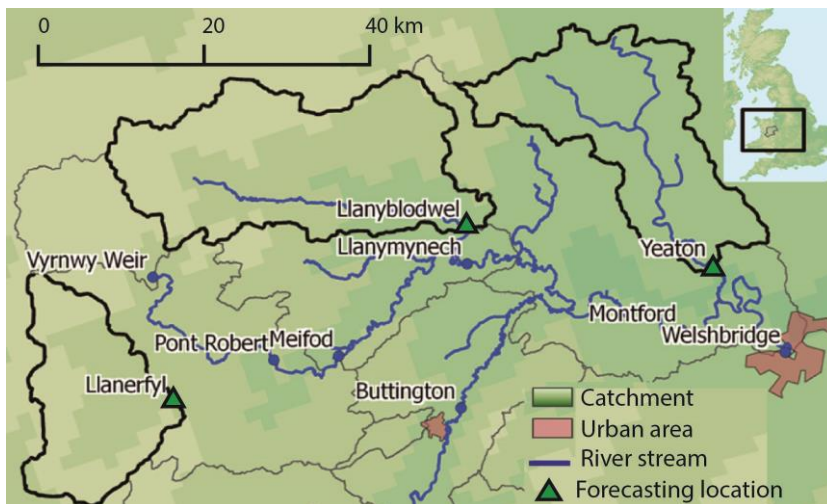 0
20
40 km
Llanyblodwel
Llanymynech
Yeaton
Vyrnwy Weir
Montford
Welshbridge
Pont Robert
Meifod
Llanerfyl
Buttington
Catchment
Urban area
River stream
Forecasting location